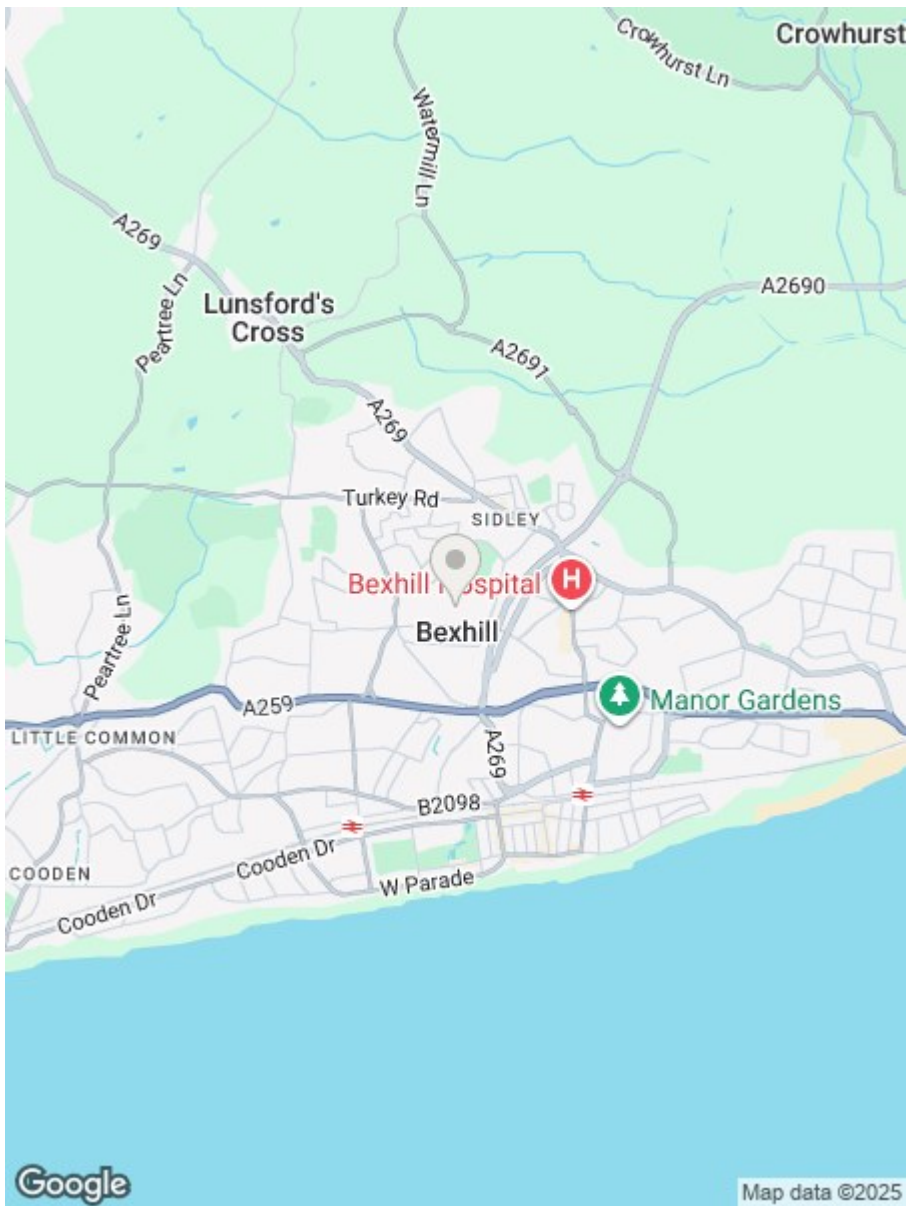 Crowhurst
Crowhurst Ln
Watermill Ln
A269
A2690
Lunsford's
Cross
Peartree Ln
A2691
A269
Turkey Rd
SIDLEY
Bexhill Hospital
H
Bexhill
Peartree Ln
A259
Manor Gardens
LITTLE COMMON
A269
B2098
Cooden Dr
COODEN
W Parade
Cooden Dr
Google
Map data ©2025